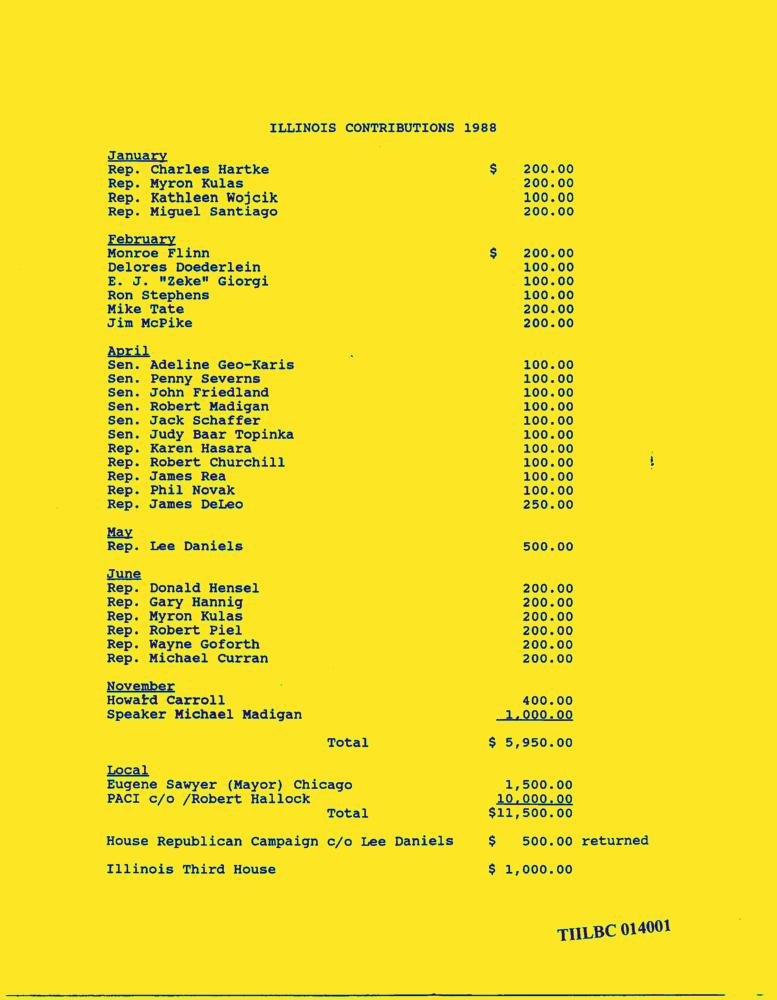 ILLINOIS CONTRIBUTIONS 1988
January
Rep. Charles Hartke $ 200.00
Rep. Myron Kulas 200.00
Rep. Kathleen Wojcik 100.00
Rep. Miguel Santiago 200.00
February
Monroe Flinn $ 200.00
Delores Doederlein 100.00
E. J. "Zeke" Giorgi 100.00
Ron Stephens 100.00
Mike Tate 200.00
Jim McPike 200.00
April
Sen. Adeline Geo-Karis 100.00
Sen. Penny Severns 100.00
Sen. John Friedland 100.00
Sen. Robert Madigan 100.00
Sen. Jack Schaffer 100.00
Sen. Judy Baar Topinka 100.00
Rep. Karen Hasara 100.00
Rep. Robert Churchill 100.00
Rep. James Rea 100.00
Rep. Phil Novak 100.00
Rep. James DeLeo 250.00
May
Rep. Lee Daniels 500.00
June
Rep. Donald Hensel 200.00
Rep. Gary Hannig 200.00
Rep. Myron Kulas 200.00
Rep. Robert Piel 200.00
Rep. Wayne Goforth 200.00
Rep. Michael Curran 200.00
November
Howard Carroll 400.00
Speaker Michael Madigan 1,000.00
Total $ 5,950.00
Local
Eugene Sawyer (Mayor) Chicago 1,500.00
PACI c/o /Robert Hallock 10,000.00
Total $11,500.00
House Republican Campaign c/o Lee Daniels $ 500.00 returned
Illinois Third House $ 1,000.00
TIILBC 014001